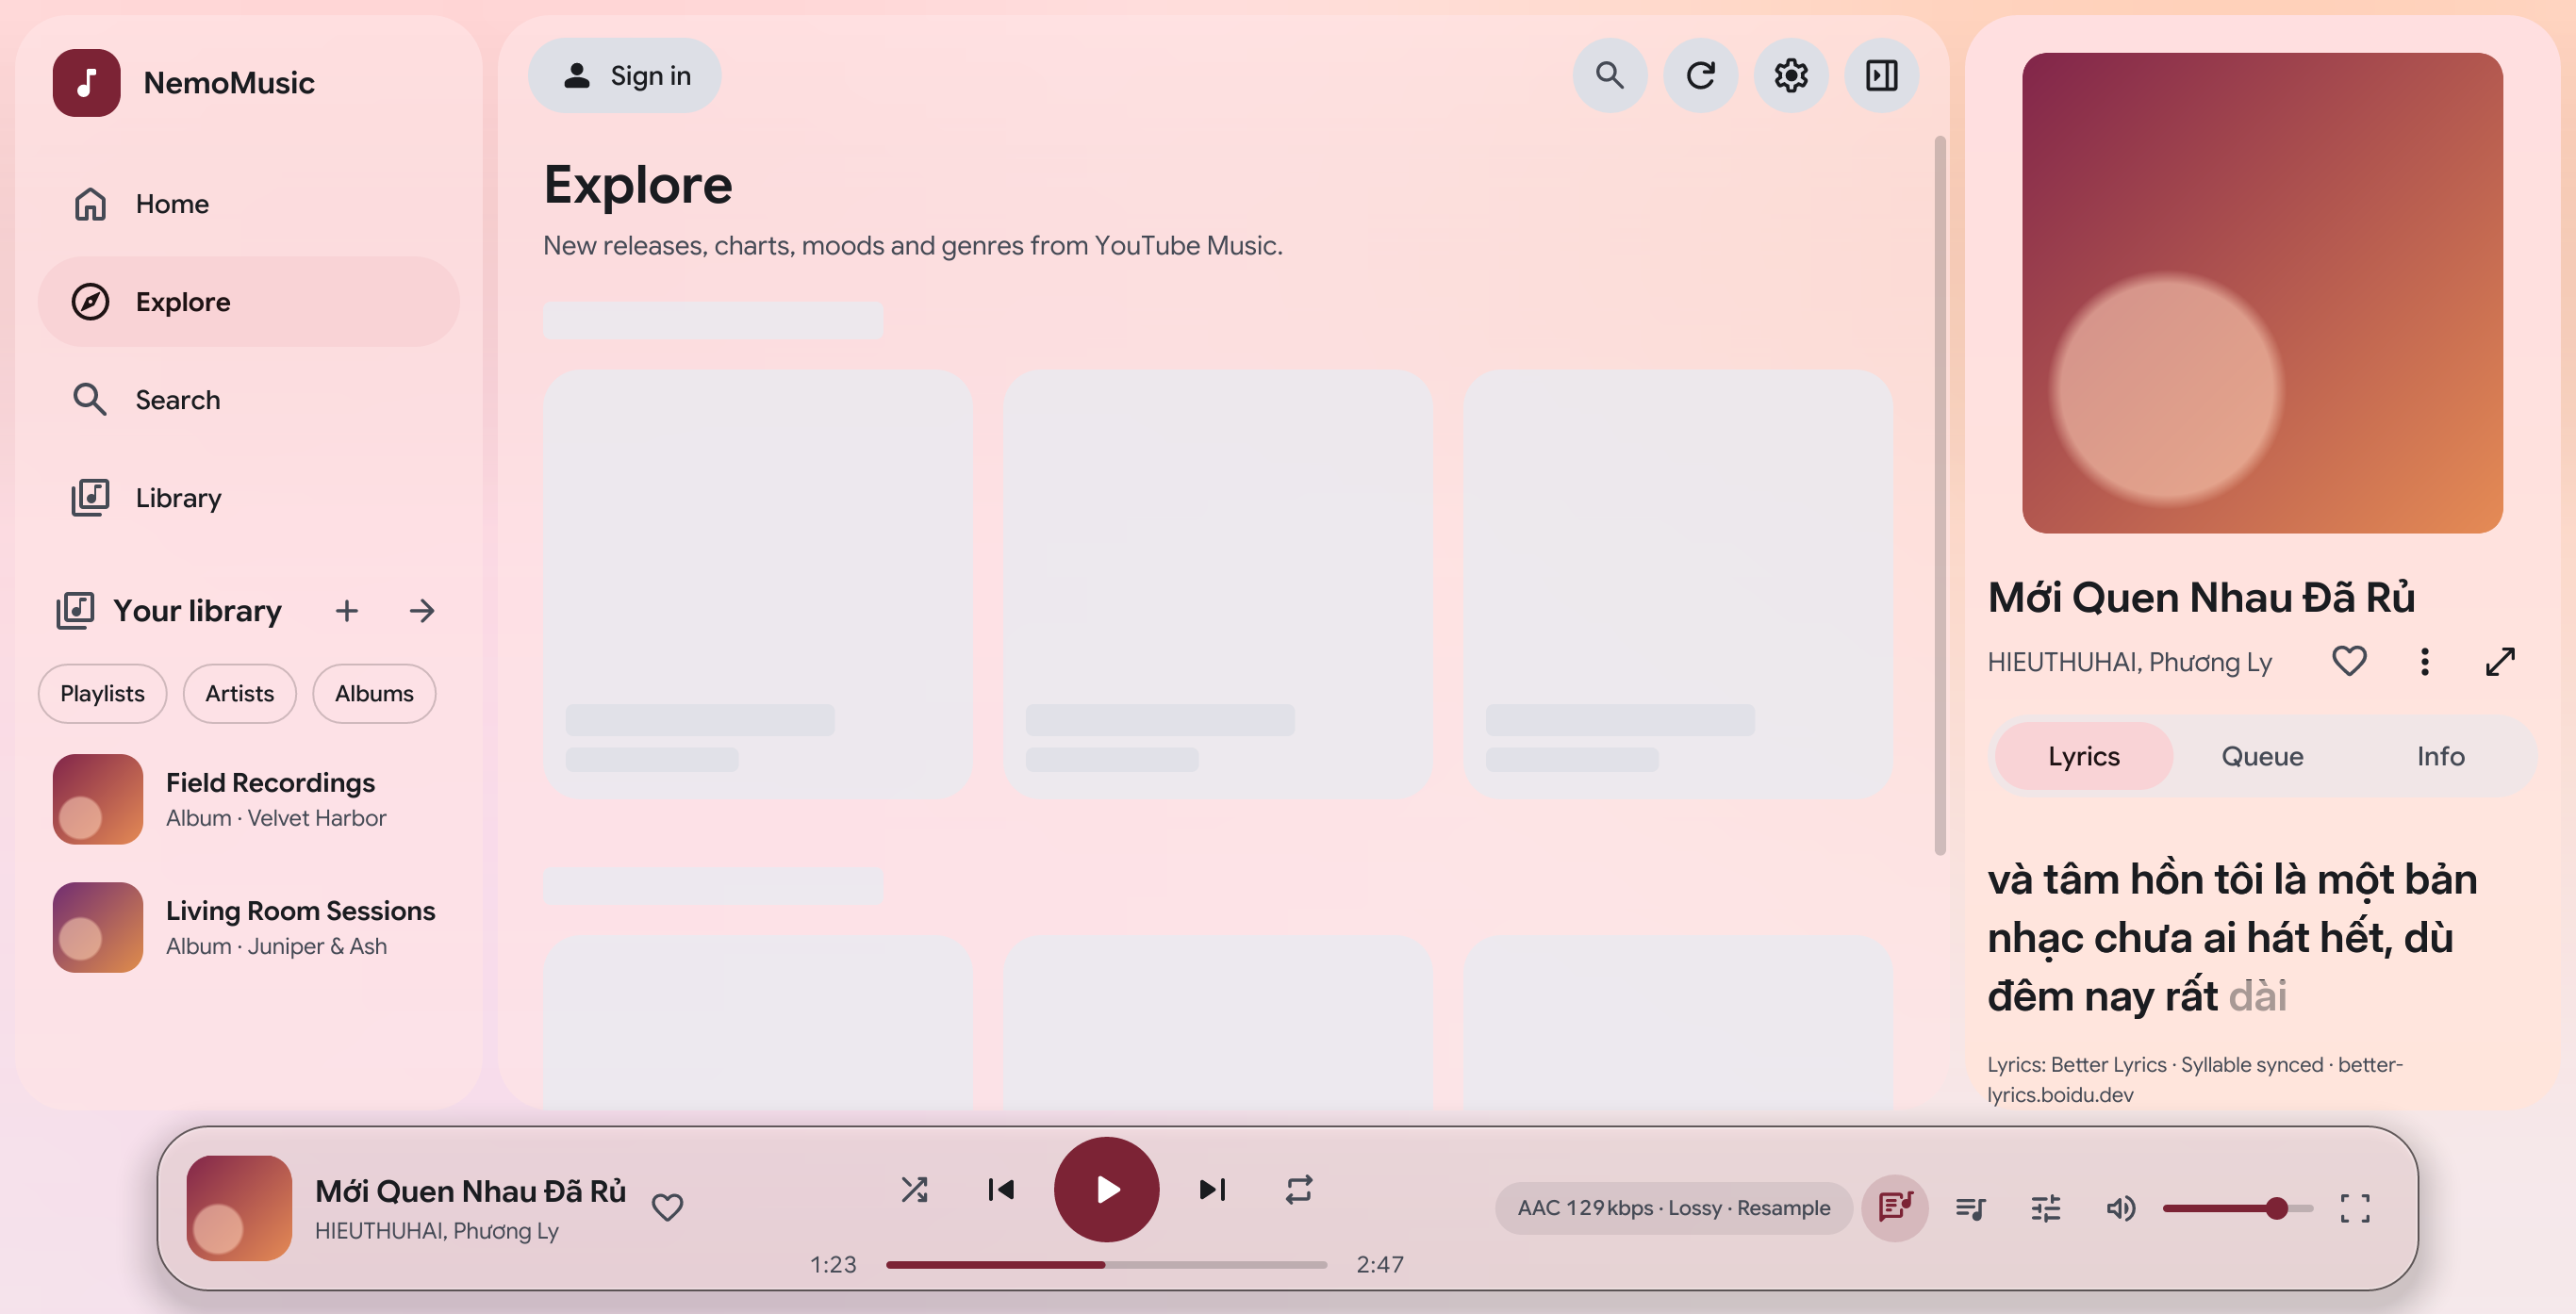 NemoMusic
Home
Explore
Search
Library
Your library
Playlists
Artists
Albums
Field Recordings
Album · Velvet Harbor
Living Room Sessions
Album · Juniper & Ash
Sign in
Explore
New releases, charts, moods and genres from YouTube Music.
Mới Quen Nhau Đã Rủ
HIEUTHUHAI, Phương Ly
Lyrics
Queue
Info
và tâm hồn tôi là một bản
nhạc chưa ai hát hết, dù
đêm nay rất dài
Lyrics: Better Lyrics · Syllable synced · better-
lyrics.boidu.dev
Mới Quen Nhau Đã Rủ
HIEUTHUHAI, Phương Ly
1:23
2:47
AAC 129 kbps · Lossy · Resample